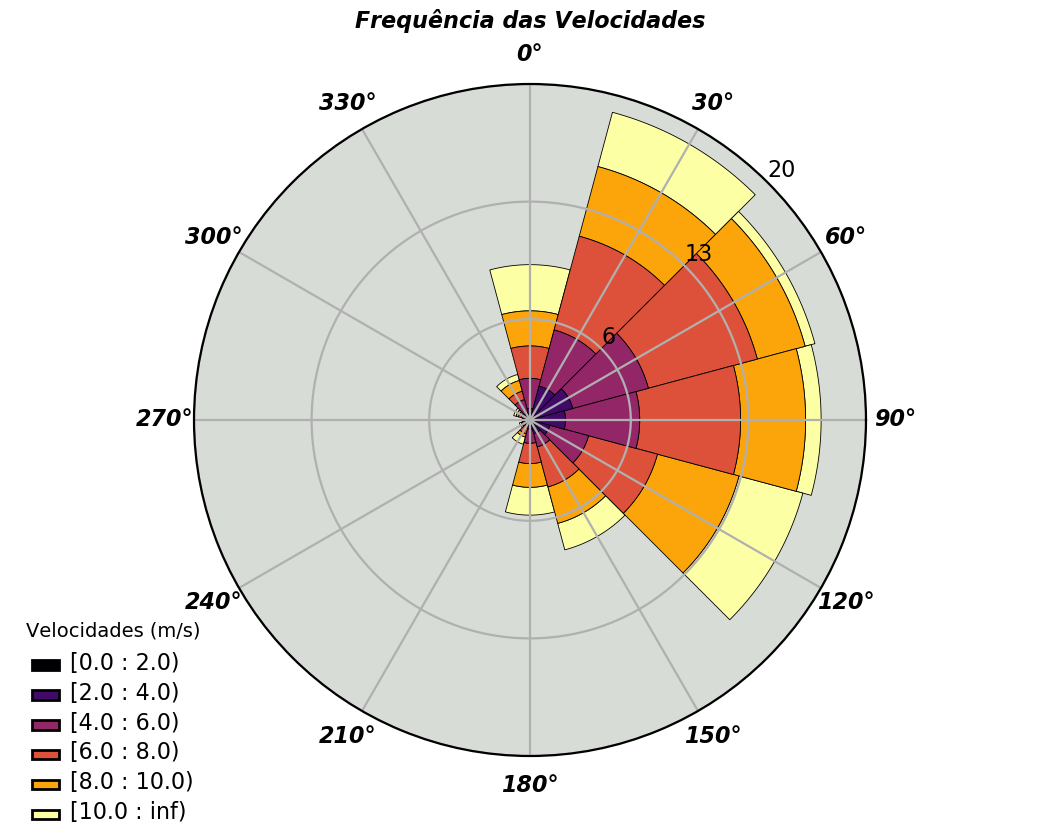 Frequência das Velocidades
0°
330°
30°
20
300°
60°
13
6
270°
90°
240°
120°
210°
150°
180°
Velocidades (m/s)
[0.0 : 2.0)
[2.0 : 4.0)
[4.0 : 6.0)
[6.0 : 8.0)
[8.0 : 10.0)
[10.0 : inf)